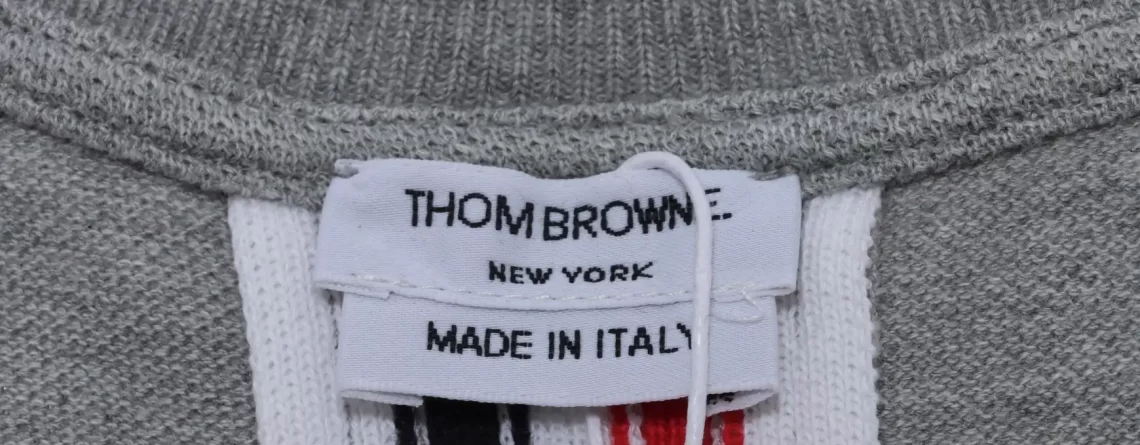 THOM BROWNE.
NEW YORK
MADE IN ITALY